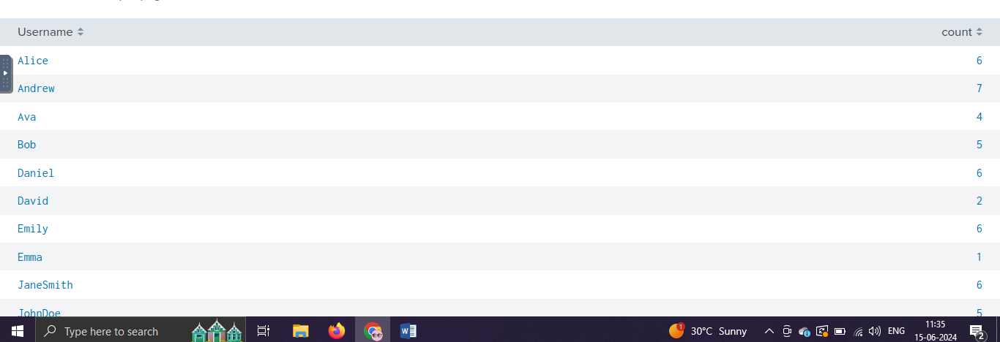 Username count
Alice 6
Andrew 7
Ava 4
Bob 5
Daniel 6
David 2
Emily 6
Emma 1
JaneSmith 6
JohnDoe 5
Type here to search 1 30°C Sunny ENG 11:35
15-06-2024 2